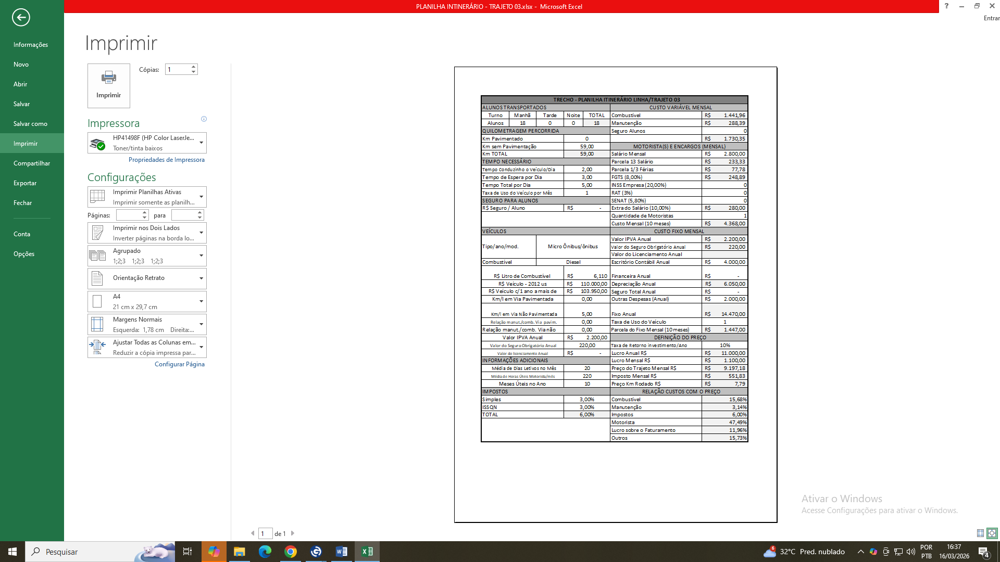 PLANILHA INTINERÁRIO - TRAJETO 03.xlsx - Microsoft Excel
?
Entrar
Informações
Novo
Abrir
Salvar
Salvar como
Imprimir
Compartilhar
Exportar
Fechar
Conta
Opções
Imprimir
Imprimir
Cópias: 1
Impressora
HP41498F (HP Color LaserJe...
Toner/tinta baixos
Propriedades de Impressora
Configurações
Imprimir Planilhas Ativas
Imprimir somente as planilh...
Páginas: para
Imprimir nos Dois Lados
Inverter páginas na borda lo...
Agrupado
1;2;3 1;2;3 1;2;3
Orientação Retrato
A4
21 cm x 29,7 cm
Margens Normais
Esquerda: 1,78 cm Direita:...
Ajustar Todas as Colunas em...
Reduzir a cópia impressa par...
Configurar Página
TRECHO - PLANILHA ITINERÁRIO LINHA/TRAJETO 03
ALUNOS TRANSPORTADOS CUSTO VARIÁVEL MENSAL
Turno Manhã Tarde Noite TOTAL Combustível R$ 1.441,96
Alunos 18 0 0 18 Manutenção R$ 288,39
QUILOMETRAGEM PERCORRIDA Seguro Alunos 0
Km Pavimentado 0 R$ 1.730,35
Km sem Pavimentação 59,00 MOTORISTA(S) E ENCARGOS (MENSAL)
Km TOTAL 59,00 Salário Mensal R$ 2.800,00
TEMPO NECESSÁRIO Parcela 13 Salário R$ 233,33
Tempo Conduzinho o Veículo/Dia 2,00 Parcela 1/3 Férias R$ 77,78
Tempo de Espera por Dia 3,00 FGTS (8,00%) R$ 248,89
Tempo Total por Dia 5,00 INSS Empresa (20,00%) 0
Taxa de Uso do Veículo por Mês 1 RAT (3%) 0
SEGURO PARA ALUNOS SENAT (5,80%) 0
R$ Seguro / Aluno R$ - Extra do Salário (10,00%) R$ 280,00
Quantidade de Motoristas 1
Custo Mensal (10 meses) R$ 4.368,00
VEÍCULOS CUSTO FIXO MENSAL
Tipo/ano/mod. Micro Ônibus/ônibus Valor IPVA Anual R$ 2.200,00
Valor do Seguro Obrigatório Anual R$ 220,00
Valor do Licenciamento Anual
Combustível Diesel Escritório Contábil Anual R$ 4.000,00
R$ Litro de Combustível R$ 6,110 Financeira Anual R$ -
R$ Veículo - 2012 us R$ 110.000,00 Depreciação Anual R$ 6.050,00
R$ Veículo c/1 ano a mais de R$ 103.950,00 Seguro Total Anual R$ -
Km/l em Via Pavimentada 0,00 Outras Despesas (Anual) R$ 2.000,00
Km/l em Via Não Pavimentada 5,00 Fixo Anual R$ 14.470,00
Relação manut./comb. Via pavim. 0,00 Taxa de Uso do Veículo 1
Relação manut./comb. Via não 0,00 Parcela do Fixo Mensal (10 meses) R$ 1.447,00
Valor IPVA Anual R$ 2.200,00 DEFINIÇÃO DO PREÇO
Valor do Seguro Obrigatório Anual 220,00 Taxa de Retorno investimento/Ano 10%
Valor do licenciamento Anual R$ - Lucro Anual R$ R$ 11.000,00
INFORMAÇÕES ADICIONAIS Lucro Mensal R$ R$ 1.100,00
Média de Dias Letivos no Mês 20 Preço do Trajeto Mensal R$ R$ 9.197,18
Média de Horas Úteis Motorista/mês 220 Imposto Mensal R$ R$ 551,83
Meses Úteis no Ano 10 Preço Km Rodado R$ R$ 7,79
IMPOSTOS RELAÇÃO CUSTOS COM O PREÇO
Simples 3,00% Combustível 15,68%
ISSQN 3,00% Manutenção 3,14%
TOTAL 6,00% Impostos 6,00%
Motorista 47,49%
Lucro sobre o Faturamento 11,96%
Outros 15,73%
Ativar o Windows
Acesse Configurações para ativar o Windows.
1 de 1
Pesquisar
6
32°C Pred. nublado
POR
PTB
16:37
16/03/2026
4